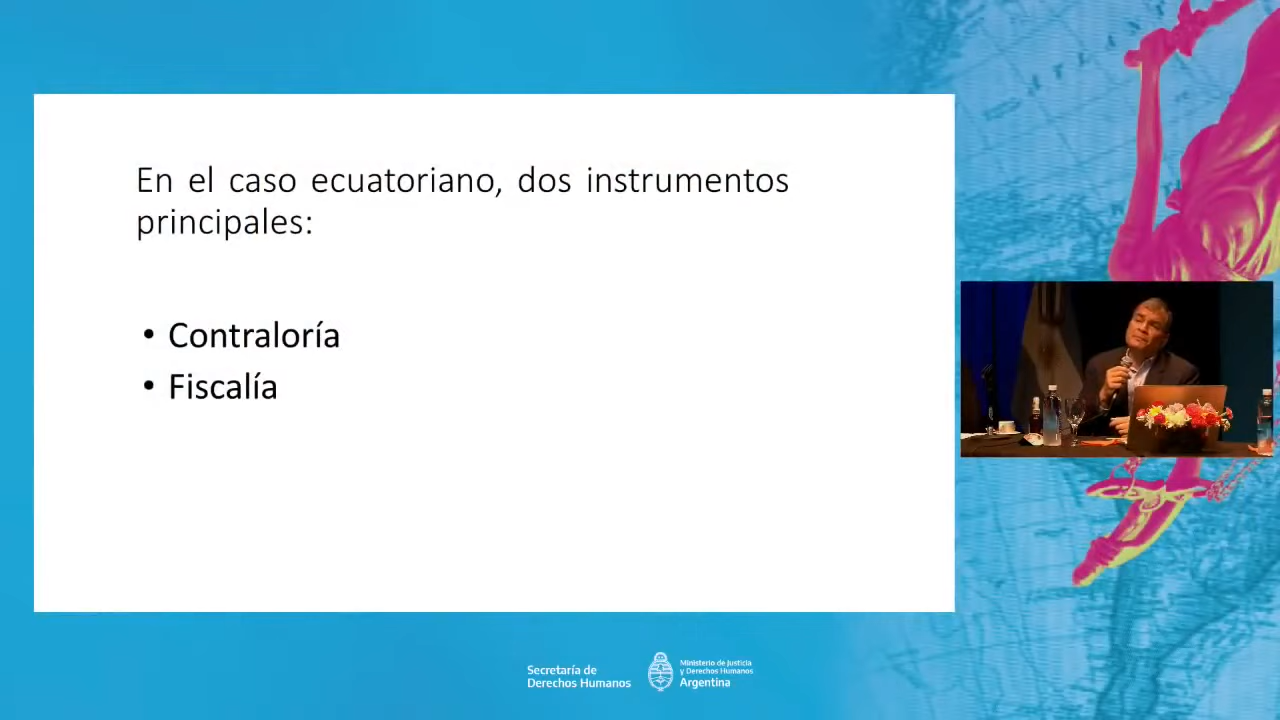 En el caso ecuatoriano, dos instrumentos
principales:
• Contraloría
• Fiscalía
Secretaría de
Derechos Humanos
Ministerio de Justicia
y Derechos Humanos
Argentina